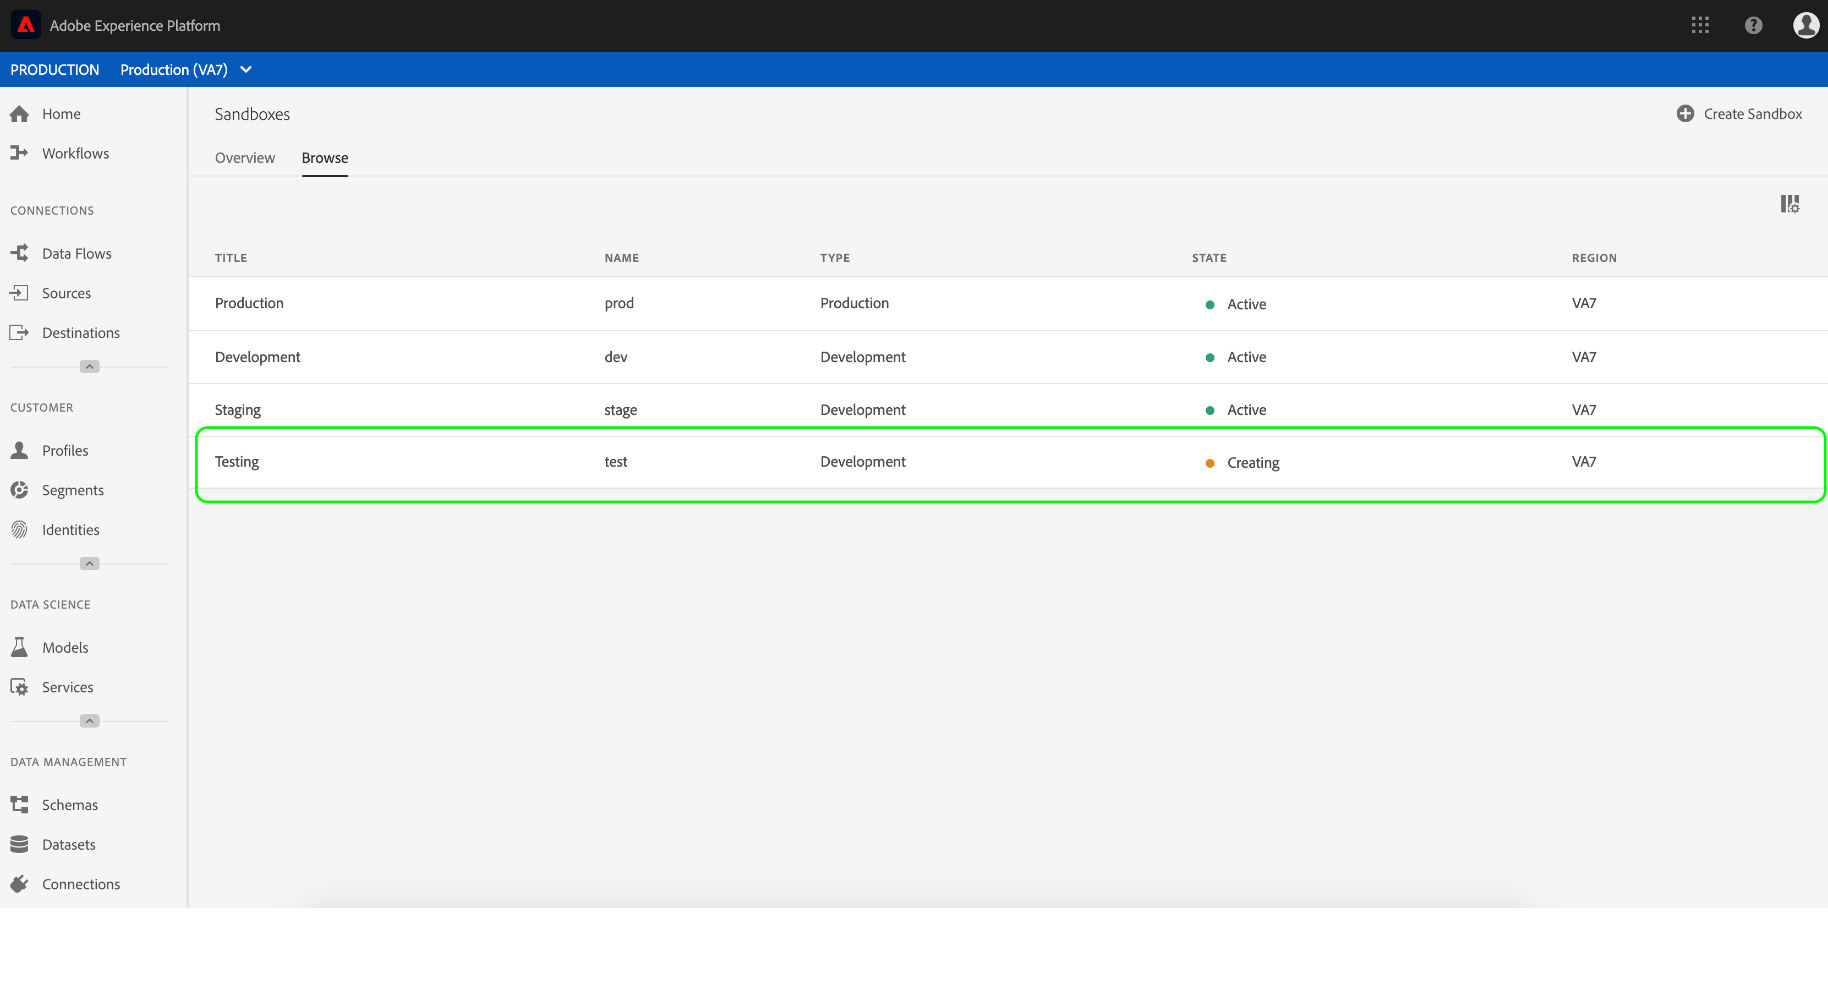 Adobe Experience Platform
PRODUCTION Production (VA7)
Home
Workflows
CONNECTIONS
Data Flows
Sources
Destinations
CUSTOMER
Profiles
Segments
Identities
DATA SCIENCE
Models
Services
DATA MANAGEMENT
Schemas
Datasets
Connections
Sandboxes
Create Sandbox
Overview Browse
TITLE NAME TYPE STATE REGION
Production prod Production Active VA7
Development dev Development Active VA7
Staging stage Development Active VA7
Testing test Development Creating VA7